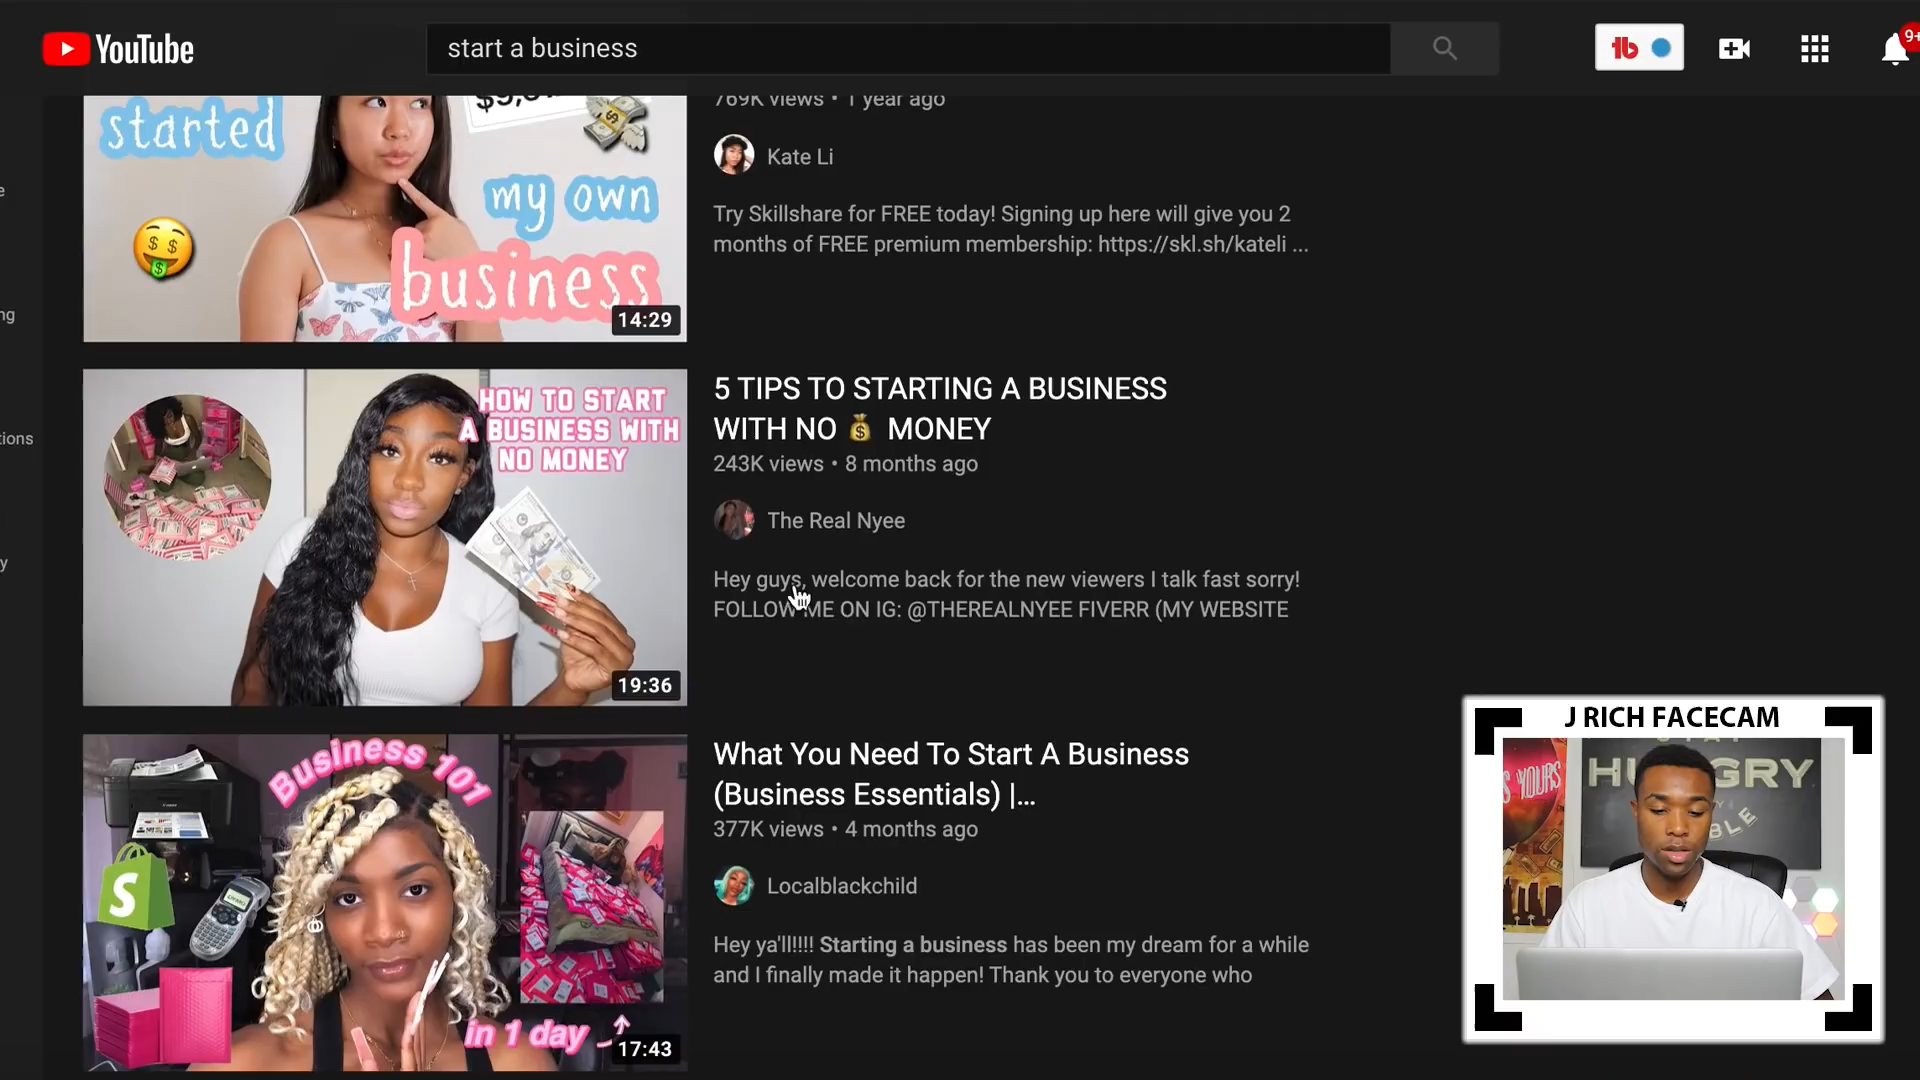 YouTube
start a business
9+
started
my own
business
14:29
769K views • 1 year ago
Kate Li
Try Skillshare for FREE today! Signing up here will give you 2
months of FREE premium membership: https://skl.sh/kateli ...
e
ng
tions
y
HOW TO START
A BUSINESS WITH
NO MONEY
19:36
5 TIPS TO STARTING A BUSINESS
WITH NO 💰 MONEY
243K views • 8 months ago
The Real Nyee
Hey guys, welcome back for the new viewers I talk fast sorry!
FOLLOW ME ON IG: @THEREALNYEE FIVERR (MY WEBSITE
Business 101
S
in 1 day
17:43
What You Need To Start A Business
(Business Essentials) |...
377K views • 4 months ago
Localblackchild
Hey ya'll!!!! Starting a business has been my dream for a while
and I finally made it happen! Thank you to everyone who
J RICH FACECAM